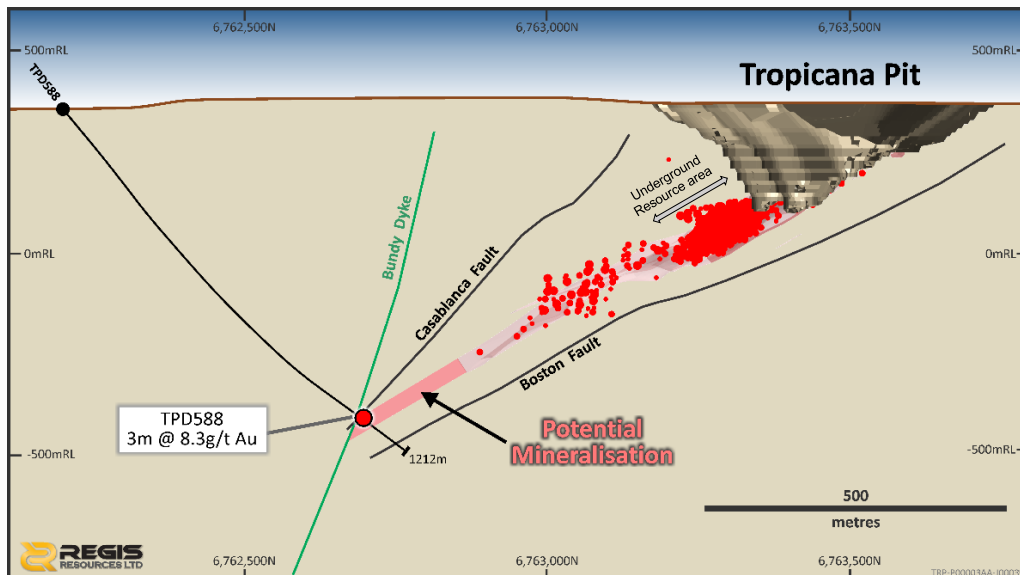 6,762,500N
6,763,000N
6,763,500N
500mRL
500mRL
TPD588
Tropicana Pit
Underground
Resource area
Bundy Dyke
0mRL
0mRL
Casablanca Fault
Boston Fault
TPD588
3m @ 8.3g/t Au
1212m
-500mRL
-500mRL
Potential
Mineralisation
500
metres
REGIS
RESOURCES LTD
6,762,500N
6,763,000N
6,763,500N